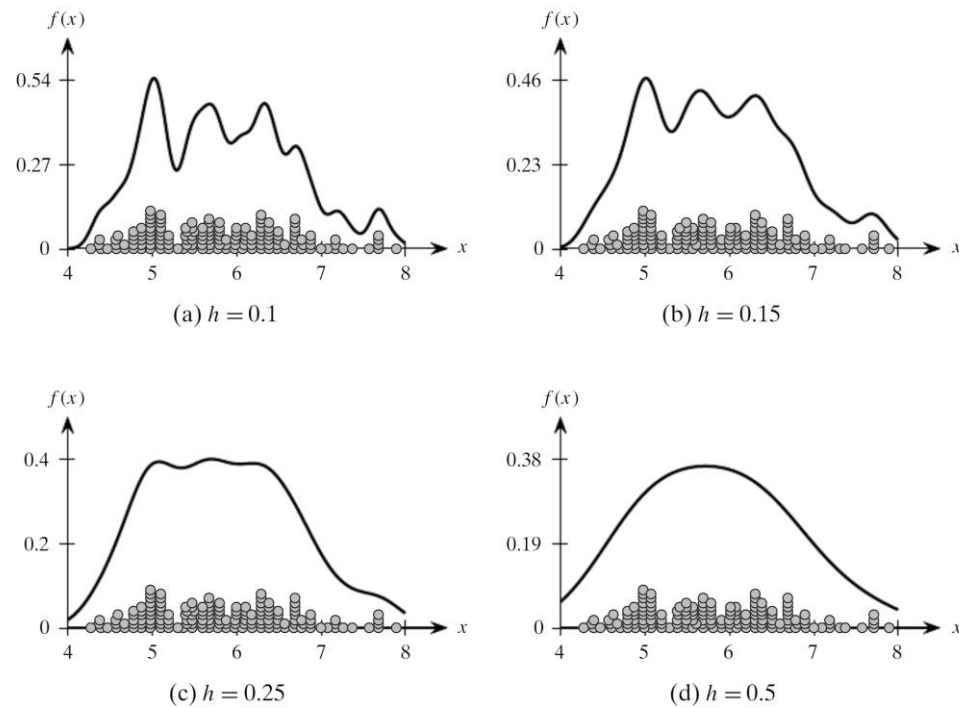 f(x)
0.54
0.27
0
4 5 6 7 8
x
(a) h = 0.1
f(x)
0.46
0.23
0
4 5 6 7 8
x
(b) h = 0.15
f(x)
0.4
0.2
0
4 5 6 7 8
x
(c) h = 0.25
f(x)
0.38
0.19
0
4 5 6 7 8
x
(d) h = 0.5